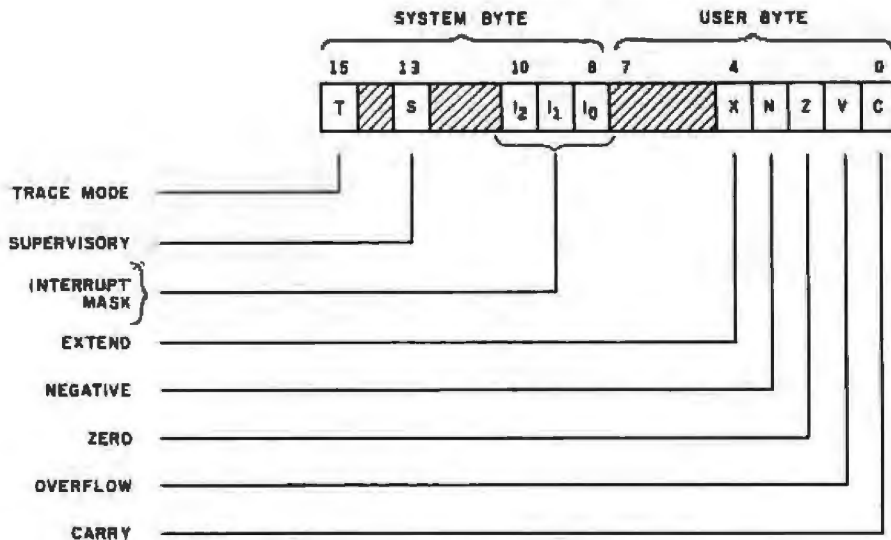 SYSTEM BYTE USER BYTE
15 13 10 8 7 4 0
T S I2 I1 I0 X N Z V C
TRACE MODE
SUPERVISORY
INTERRUPT
MASK
EXTEND
NEGATIVE
ZERO
OVERFLOW
CARRY